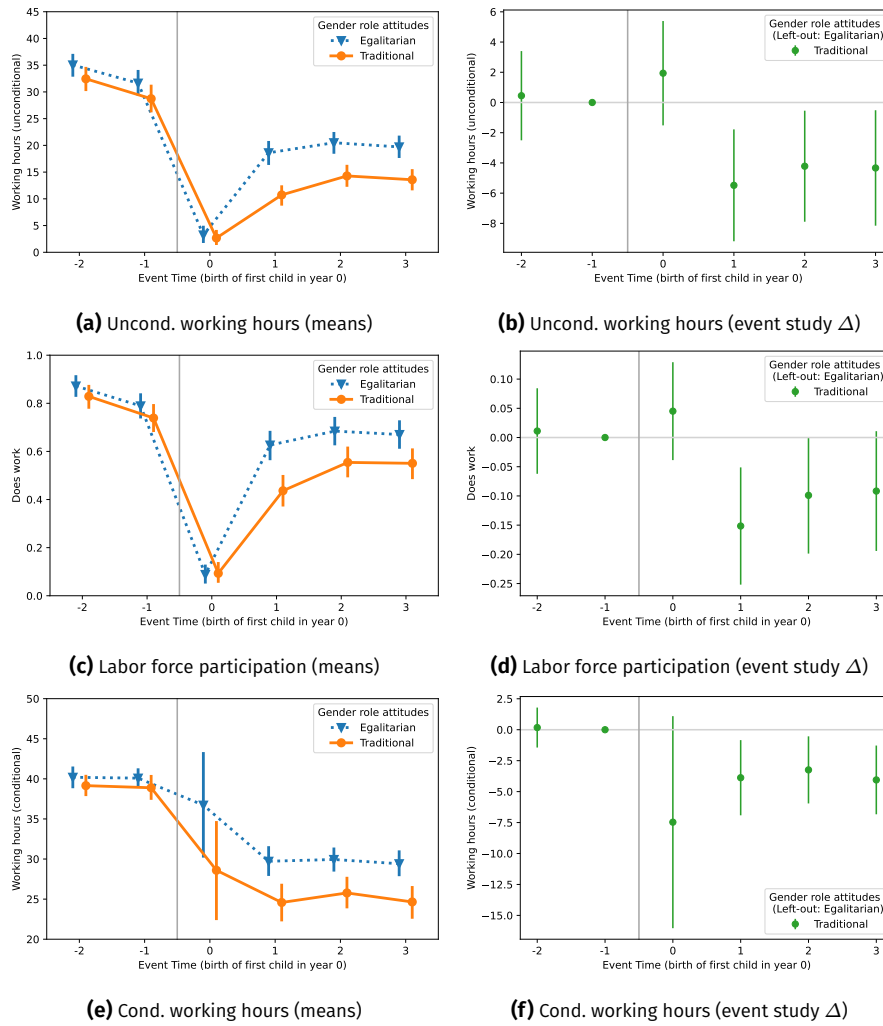 45
40
35
30
25
20
15
10
5
0
Working hours (unconditional)
Gender role attitudes
Egalitarian
Traditional
-2 -1 0 1 2 3
Event Time (birth of first child in year 0)
(a) Uncond. working hours (means)
6
4
2
0
−2
−4
−6
−8
Working hours (unconditional)
Gender role attitudes
(Left-out: Egalitarian)
Traditional
-2 -1 0 1 2 3
Event Time (birth of first child in year 0)
(b) Uncond. working hours (event study Δ)
1.0
0.8
0.6
0.4
0.2
0.0
Does work
Gender role attitudes
Egalitarian
Traditional
-2 -1 0 1 2 3
Event Time (birth of first child in year 0)
(c) Labor force participation (means)
0.10
0.05
0.00
−0.05
−0.10
−0.15
−0.20
−0.25
Does work
Gender role attitudes
(Left-out: Egalitarian)
Traditional
-2 -1 0 1 2 3
Event Time (birth of first child in year 0)
(d) Labor force participation (event study Δ)
50
45
40
35
30
25
20
Working hours (conditional)
Gender role attitudes
Egalitarian
Traditional
-2 -1 0 1 2 3
Event Time (birth of first child in year 0)
(e) Cond. working hours (means)
2.5
0.0
−2.5
−5.0
−7.5
−10.0
−12.5
−15.0
Working hours (conditional)
Gender role attitudes
(Left-out: Egalitarian)
Traditional
-2 -1 0 1 2 3
Event Time (birth of first child in year 0)
(f) Cond. working hours (event study Δ)